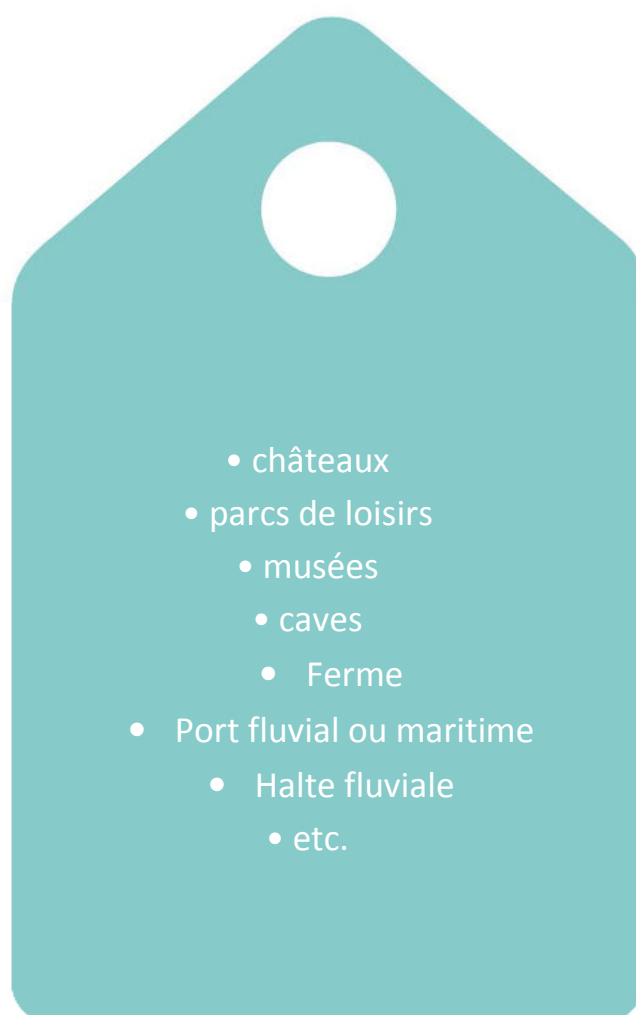 • châteaux
• parcs de loisirs
• musées
• caves
• Ferme
• Port fluvial ou maritime
• Halte fluviale
• etc.